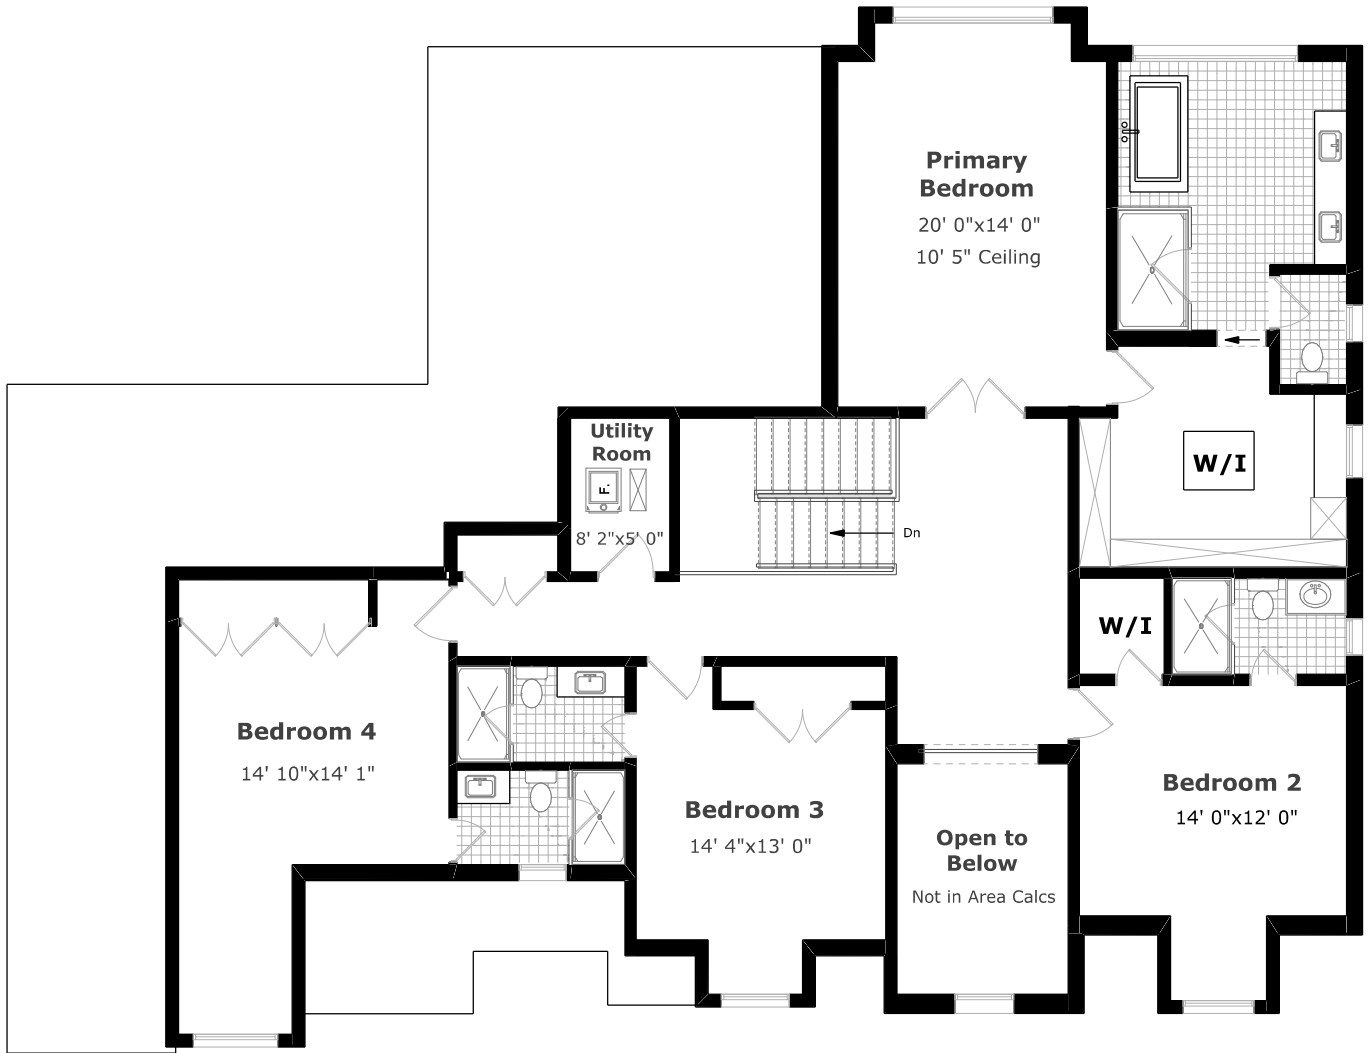 Primary
Bedroom
20' 0"x14' 0"
10' 5" Ceiling
Utility
Room
F.
8' 2"x5' 0"
W/I
Dn
W/I
Bedroom 4
14' 10"x14' 1"
Bedroom 3
14' 4"x13' 0"
Open to
Below
Not in Area Calcs
Bedroom 2
14' 0"x12' 0"